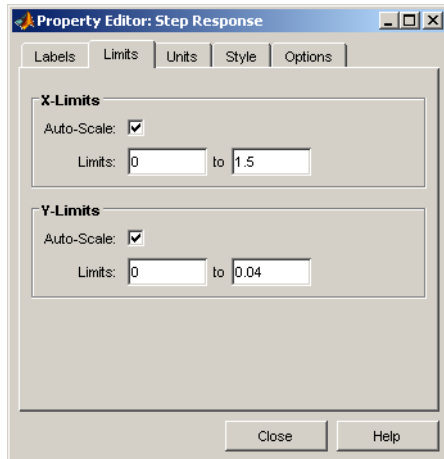 Property Editor: Step Response
Labels Limits Units Style Options
X-Limits
Auto-Scale:
Limits: 0 to 1.5
Y-Limits
Auto-Scale:
Limits: 0 to 0.04
Close Help